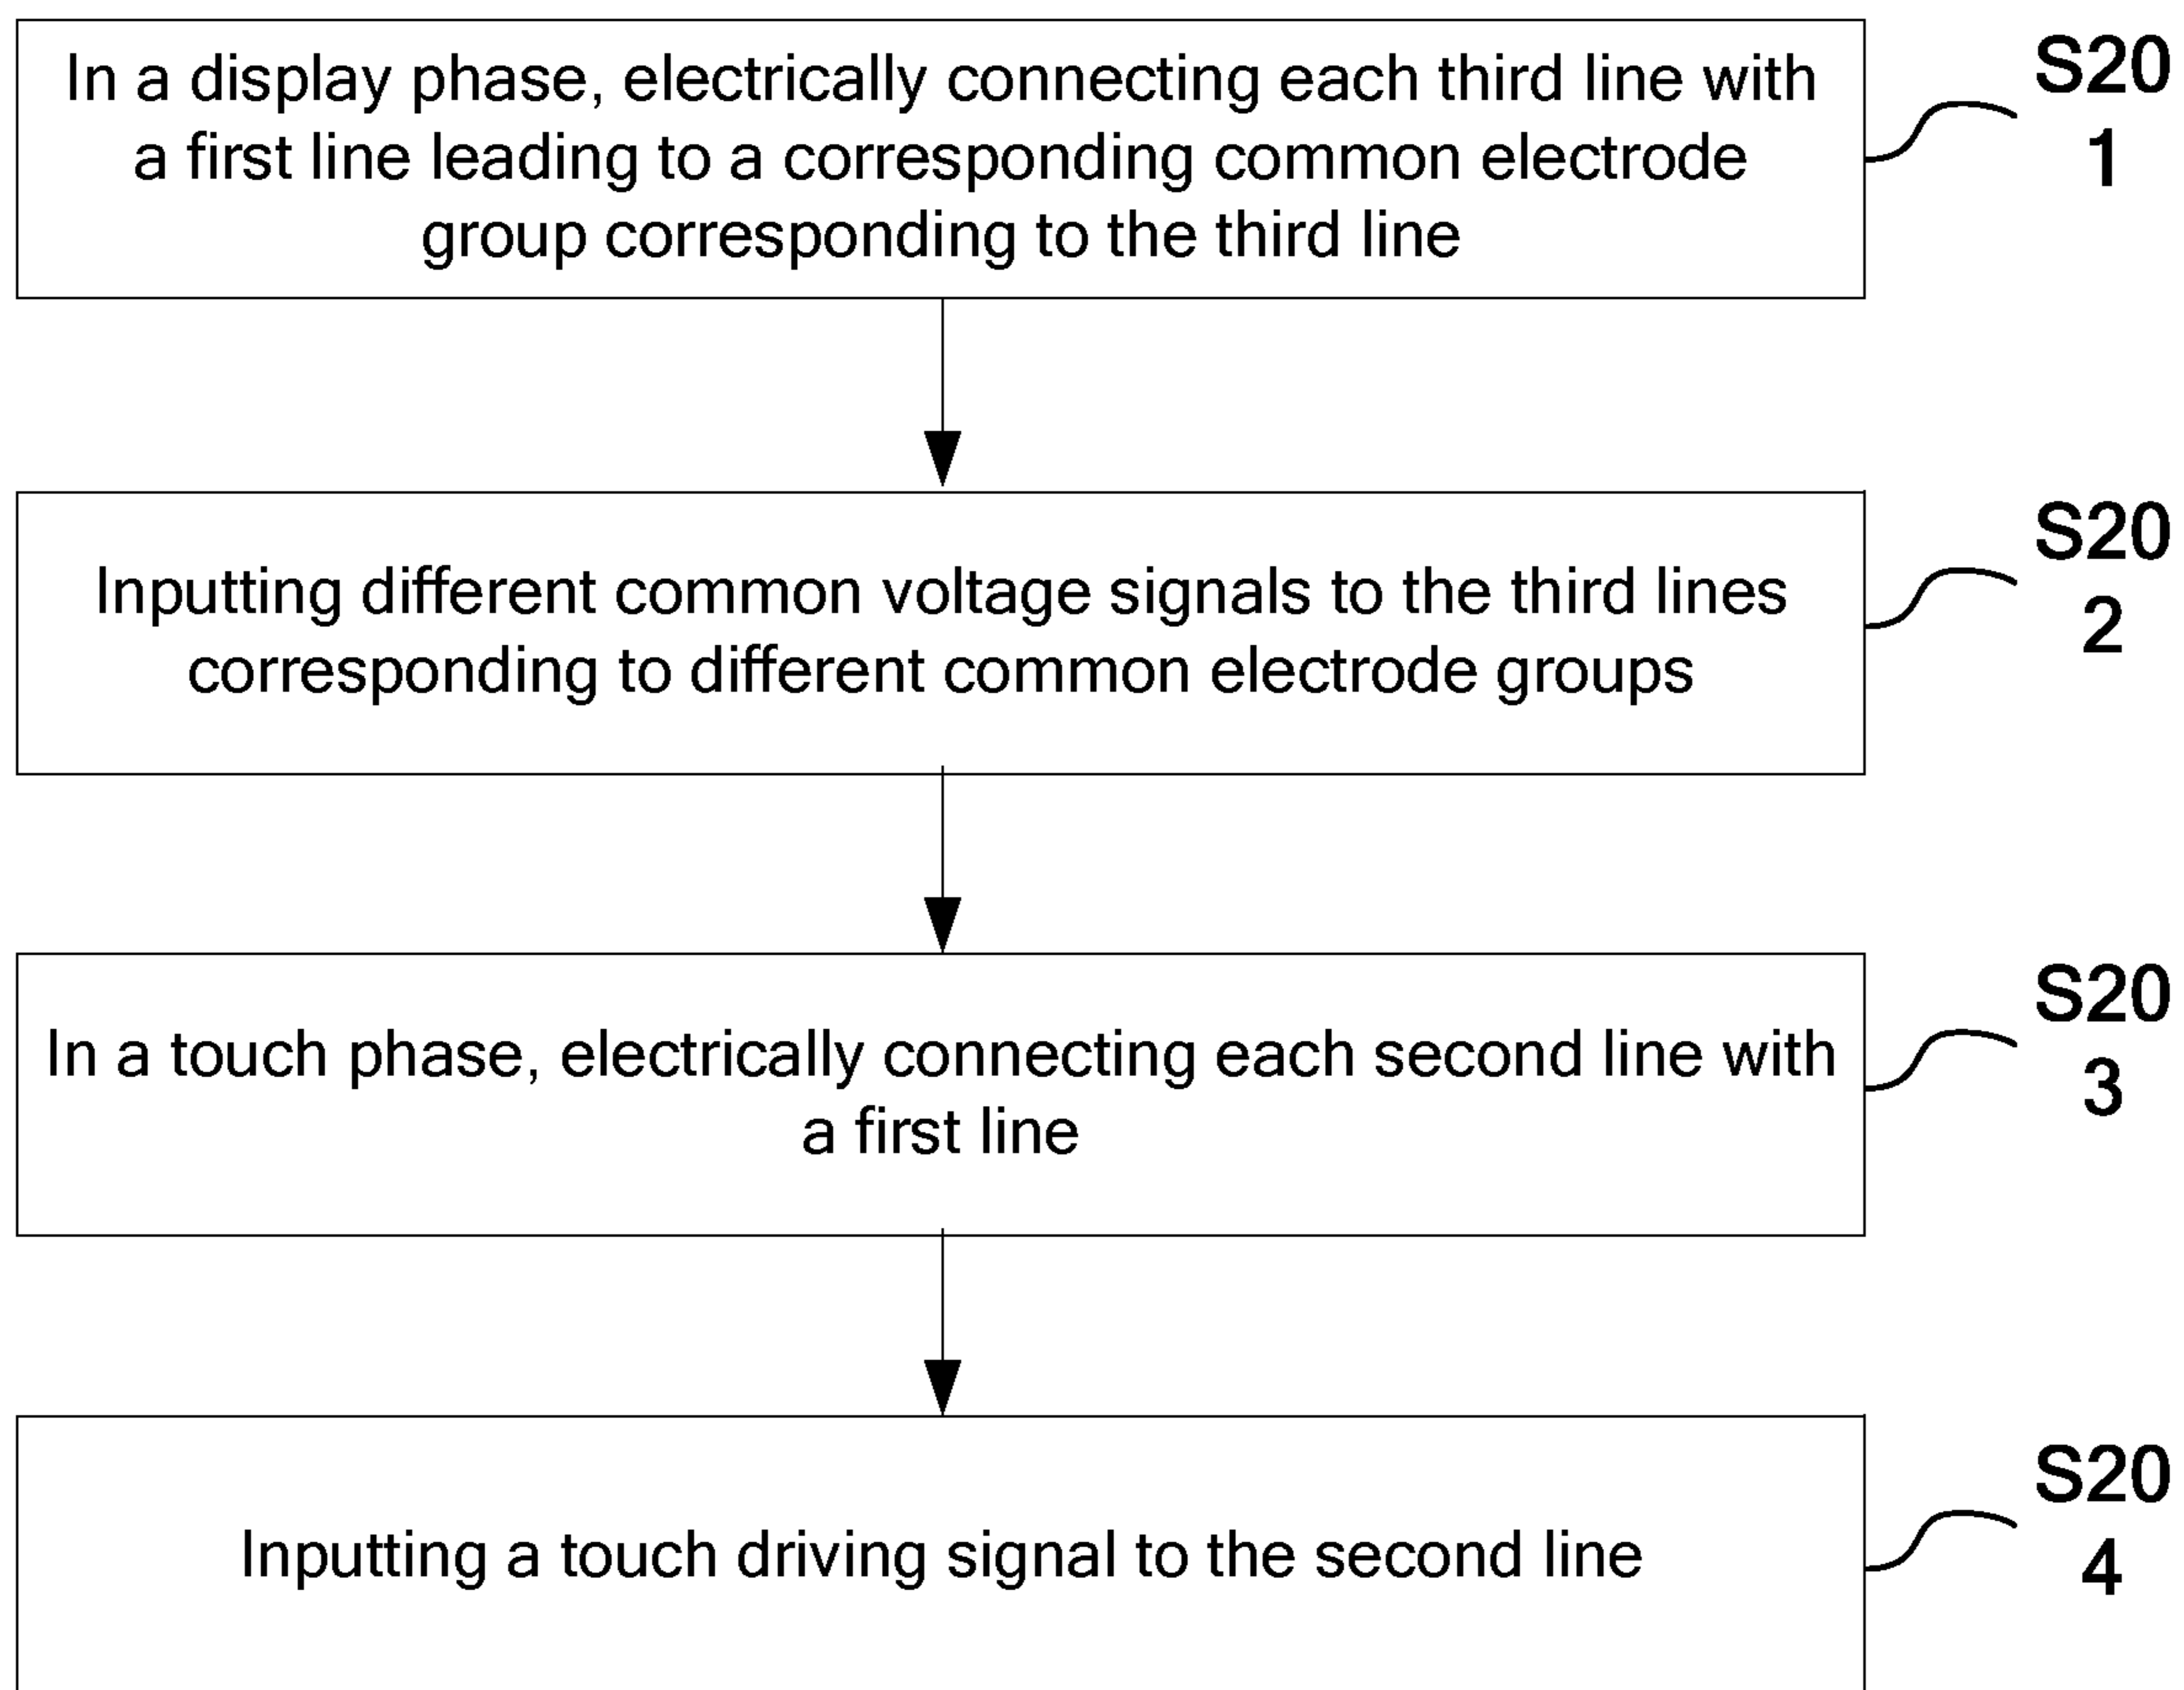 In a display phase, electrically connecting each third line with
a first line leading to a corresponding common electrode
group corresponding to the third line
S20
1
Inputting different common voltage signals to the third lines
corresponding to different common electrode groups
S20
2
In a touch phase, electrically connecting each second line with
a first line
S20
3
Inputting a touch driving signal to the second line
S20
4